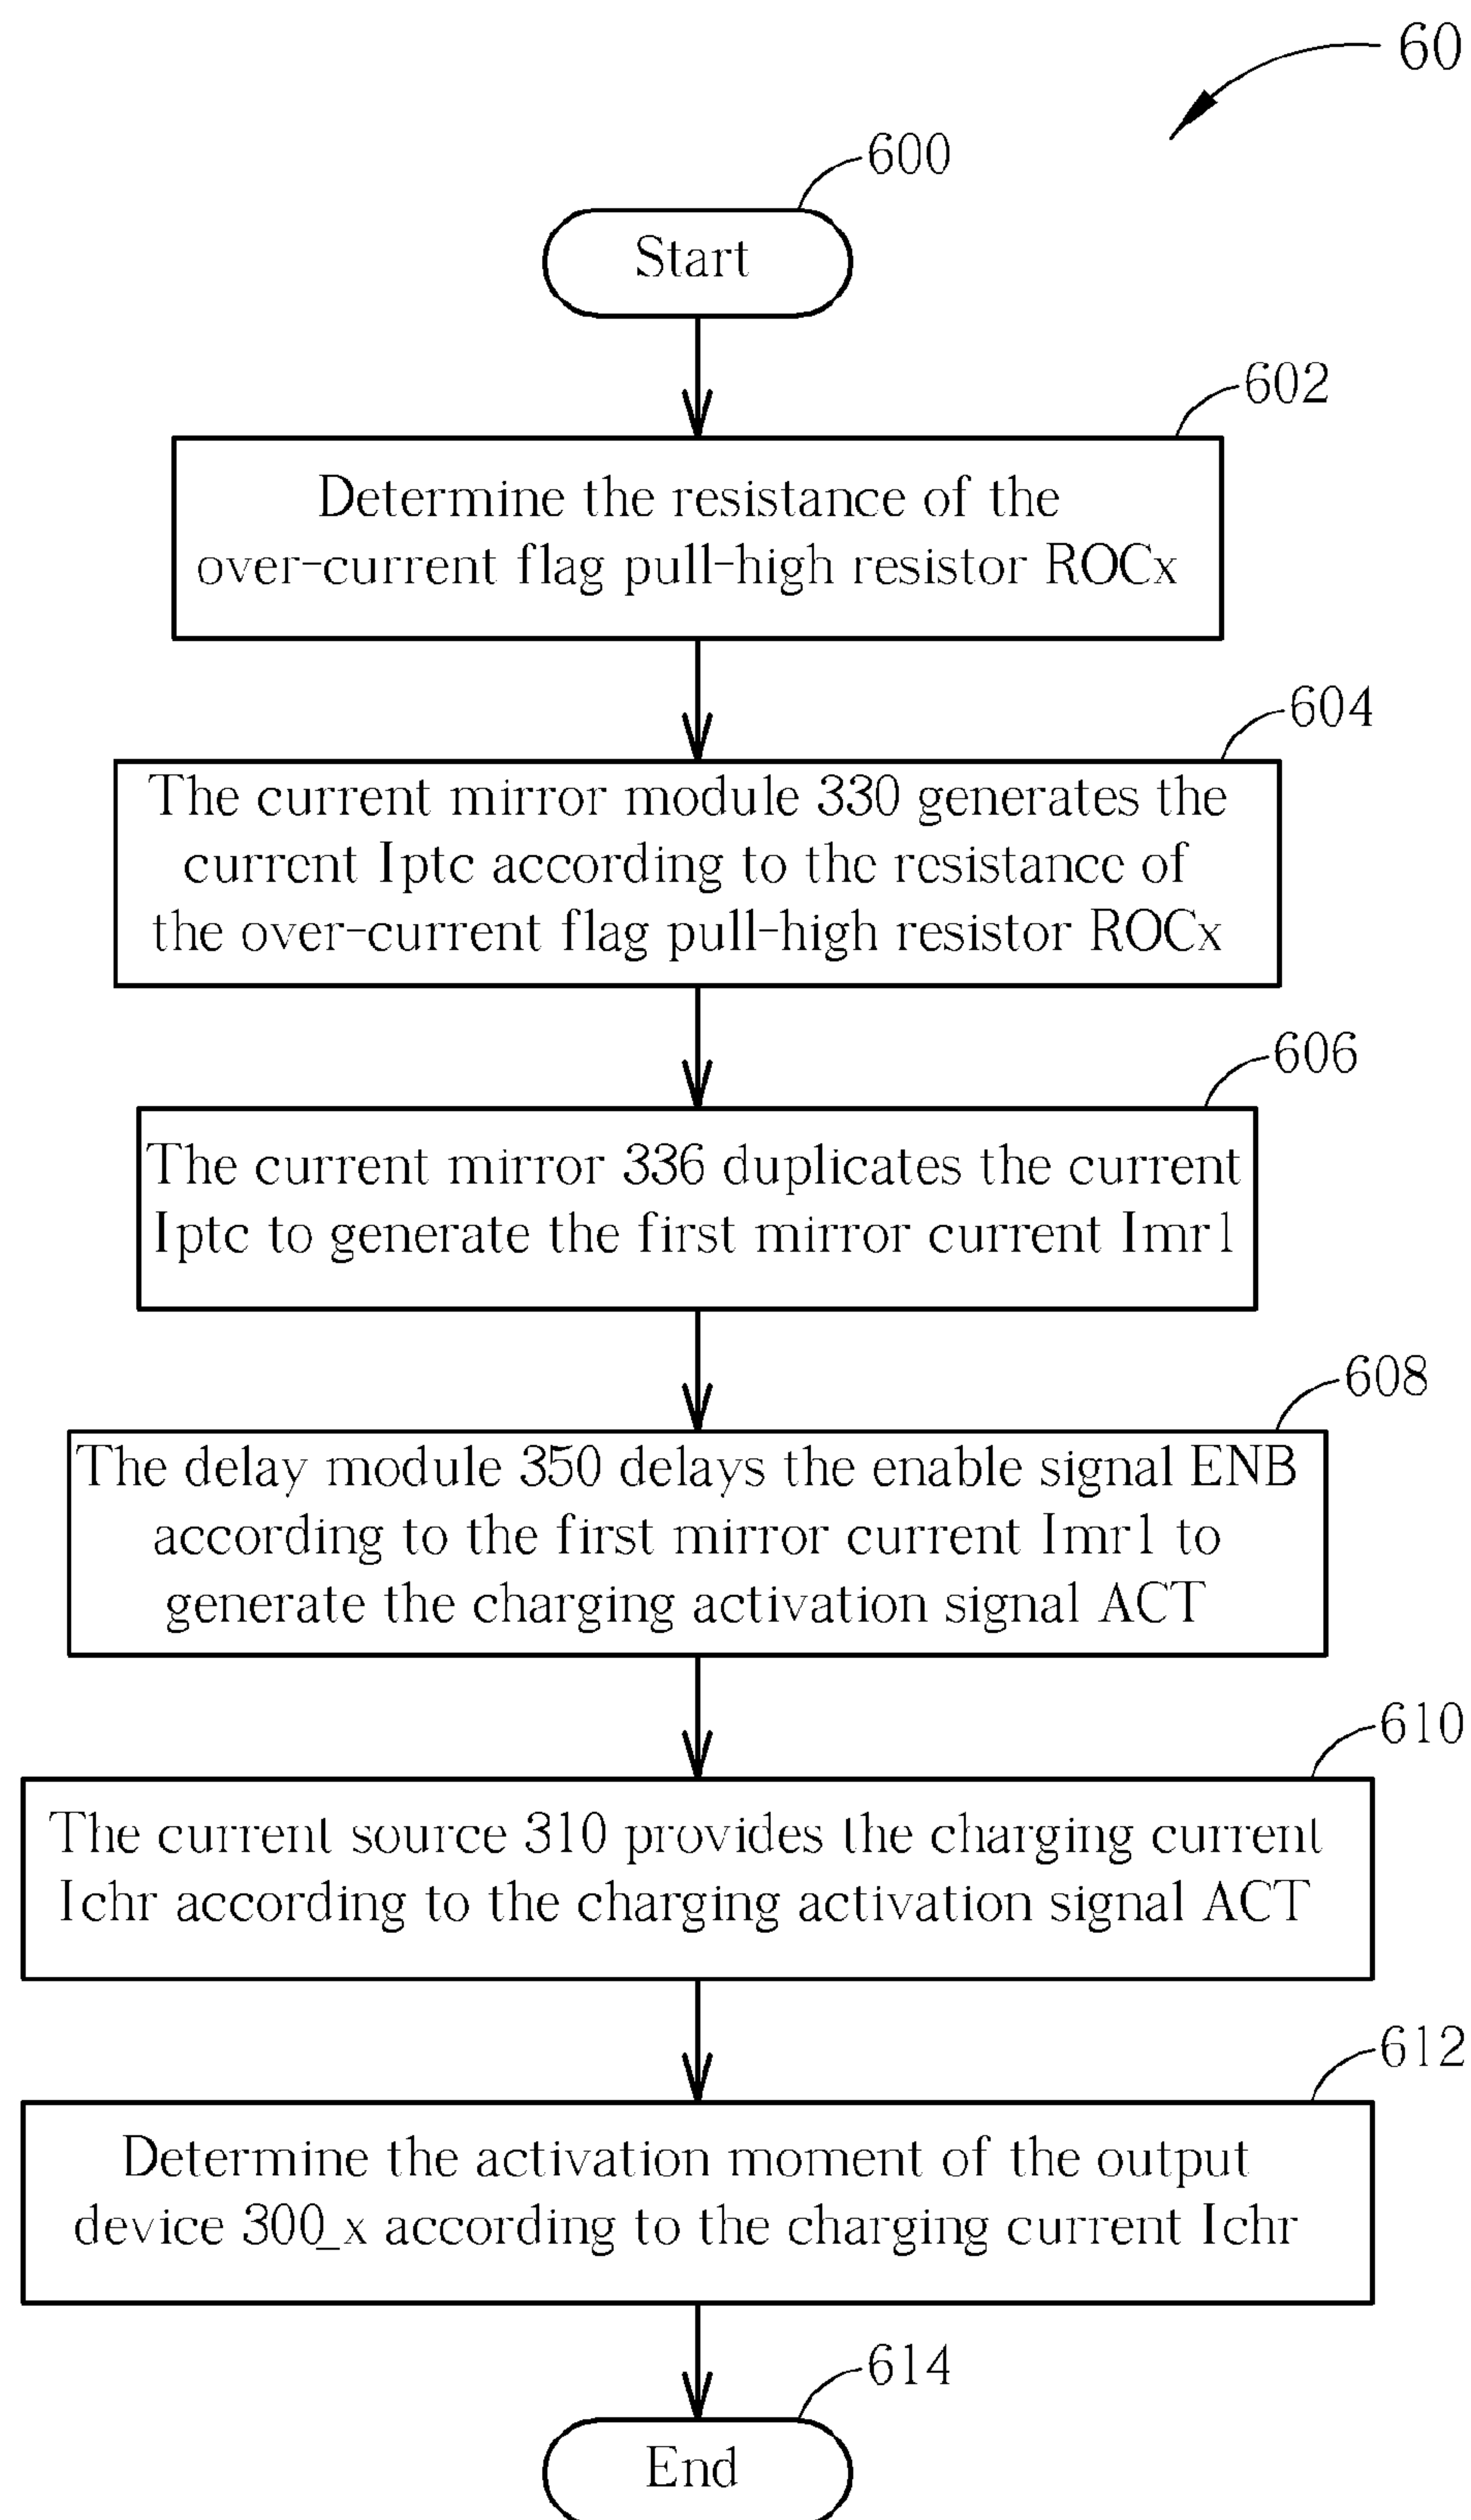 60
600
Start
602
Determine the resistance of the
over-current flag pull-high resistor ROCx
604
The current mirror module 330 generates the
current Iptc according to the resistance of
the over-current flag pull-high resistor ROCx
606
The current mirror 336 duplicates the current
Iptc to generate the first mirror current Imr1
608
The delay module 350 delays the enable signal ENB
according to the first mirror current Imr1 to
generate the charging activation signal ACT
610
The current source 310 provides the charging current
Ichr according to the charging activation signal ACT
612
Determine the activation moment of the output
device 300_x according to the charging current Ichr
614
End